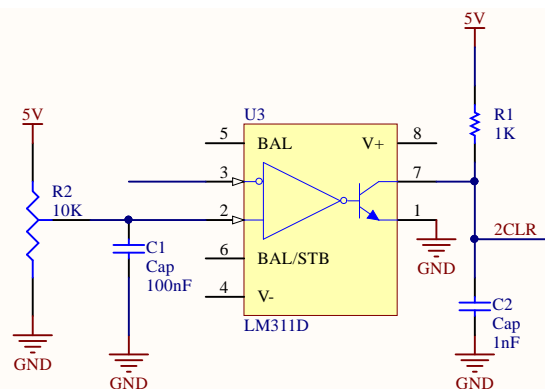 5V
R1
1K
U3
5
BAL
V+
8
5V
3
7
R2
10K
2
1
2CLR
C1
Cap
100nF
6
BAL/STB
GND
4
V-
C2
Cap
1nF
LM311D
GND
GND
GND